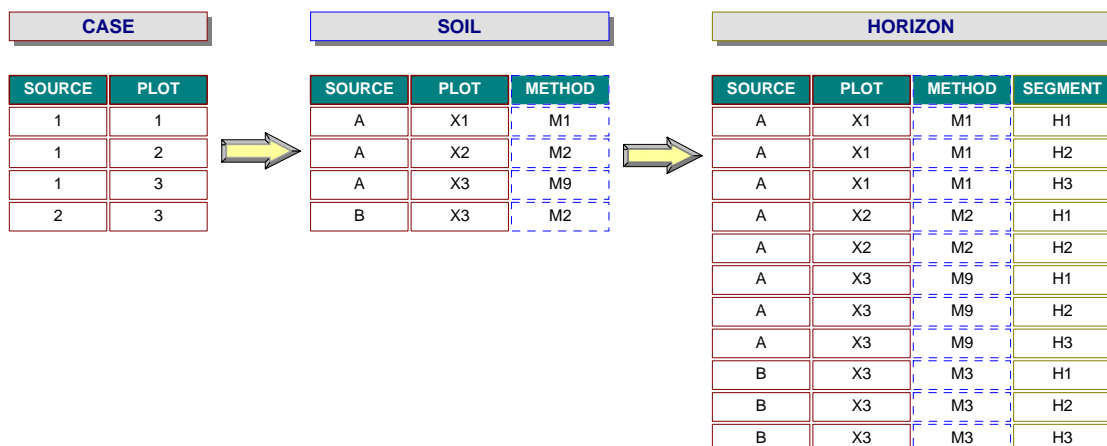 CASE SOIL HORIZON
SOURCE PLOT SOURCE PLOT METHOD SOURCE PLOT METHOD SEGMENT
1 1 A X1 M1 A X1 M1 H1
1 2 A X2 M2 A X1 M1 H2
1 3 A X3 M9 A X1 M1 H3
2 3 B X3 M2 A X2 M2 H1
A X2 M2 H2
A X3 M9 H1
A X3 M9 H2
A X3 M9 H3
B X3 M3 H1
B X3 M3 H2
B X3 M3 H3